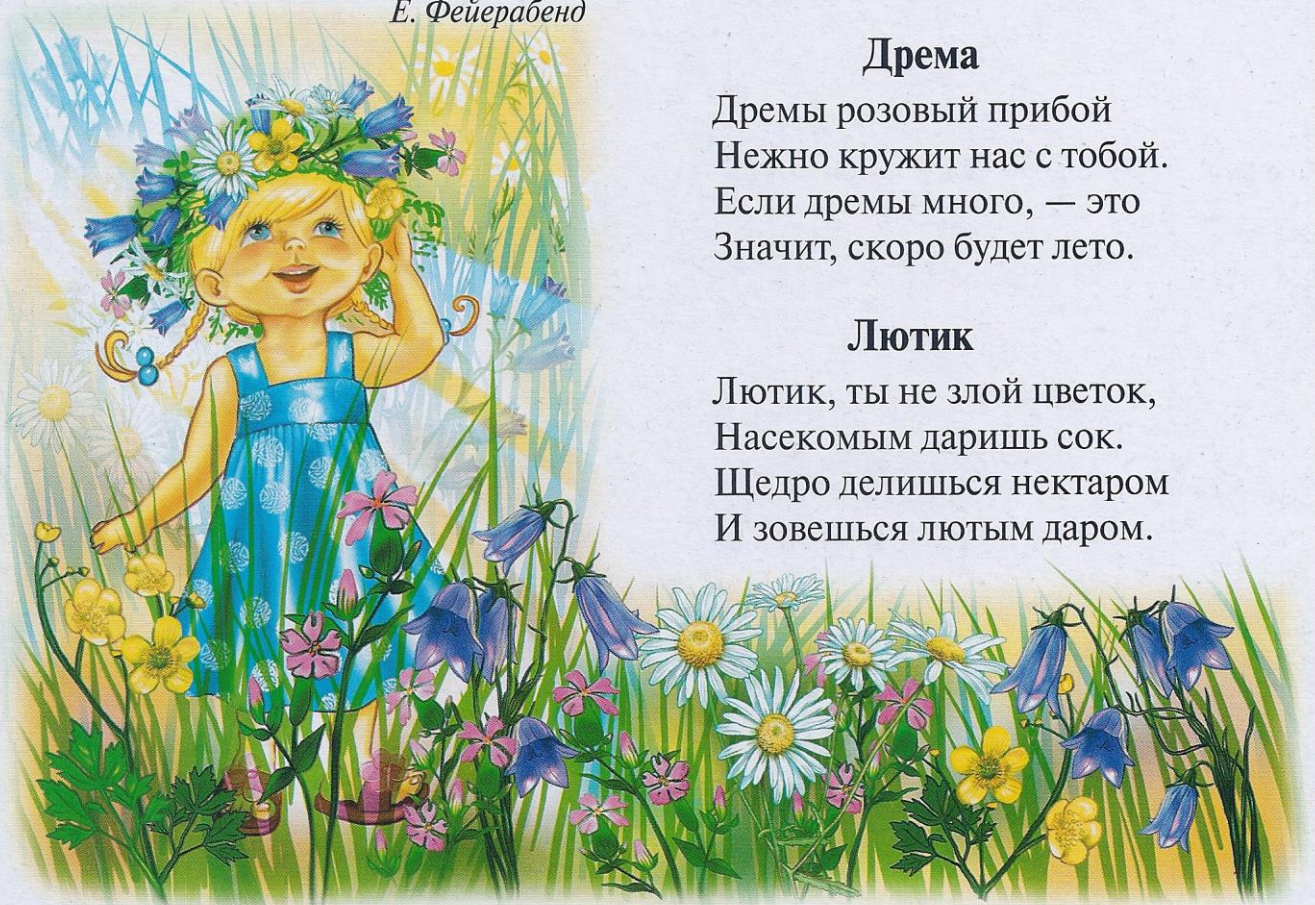 Е. Фейерабенд
Дрема
Дремы розовый прибой
Нежно кружит нас с тобой.
Если дремы много, — это
Значит, скоро будет лето.
Лютик
Лютик, ты не злой цветок,
Насекомым даришь сок.
Щедро делишься нектаром
И зовешься лютым даром.